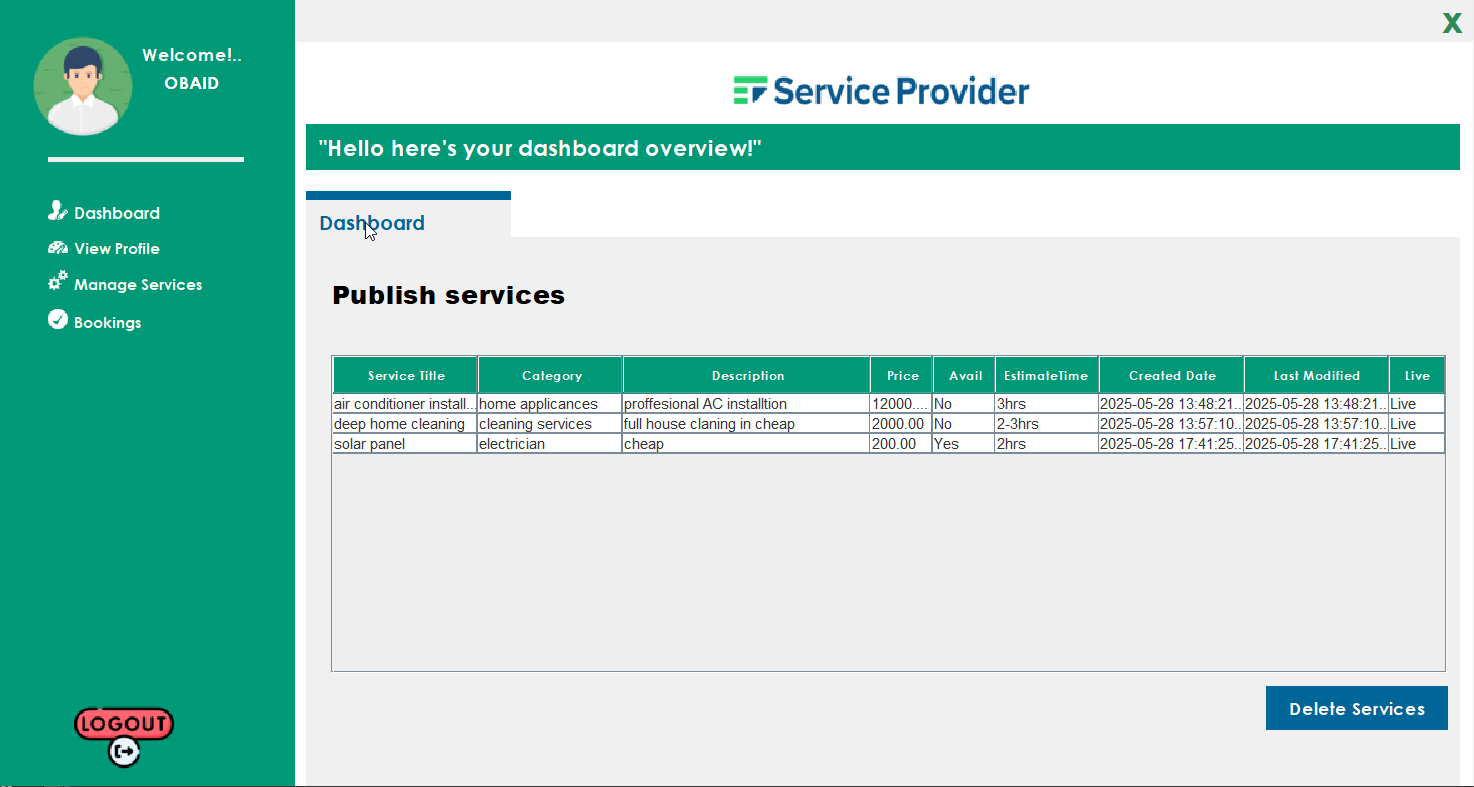 Welcome!..
OBAID
Dashboard
View Profile
Manage Services
Bookings
LOGOUT
X
Service Provider
"Hello here's your dashboard overview!"
Dashboard
Publish services
Service Title Category Description Price Avail EstimateTime Created Date Last Modified Live
air conditioner install... home applicances proffesional AC installtion 12000.... No 3hrs 2025-05-28 13:48:21... 2025-05-28 13:48:21... Live
deep home cleaning cleaning services full house claning in cheap 2000.00 No 2-3hrs 2025-05-28 13:57:10... 2025-05-28 13:57:10... Live
solar panel electrician cheap 200.00 Yes 2hrs 2025-05-28 17:41:25... 2025-05-28 17:41:25... Live
Delete Services